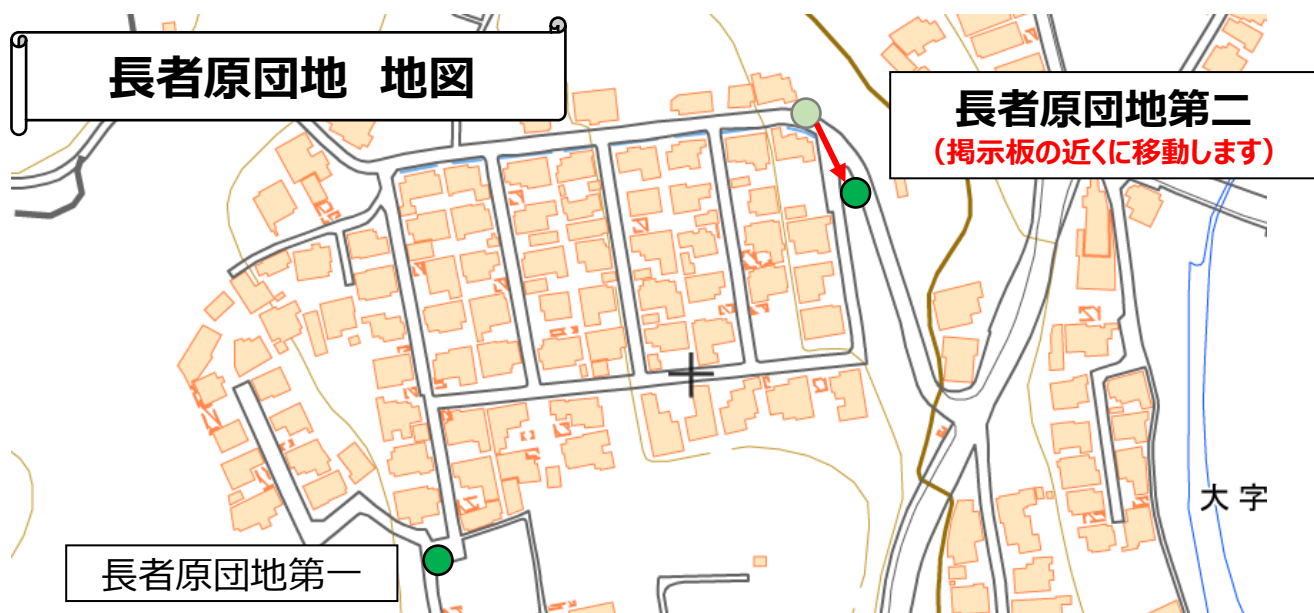 長者原団地 地図
長者原団地第二
(掲示板の近くに移動します)
大字
長者原団地第一